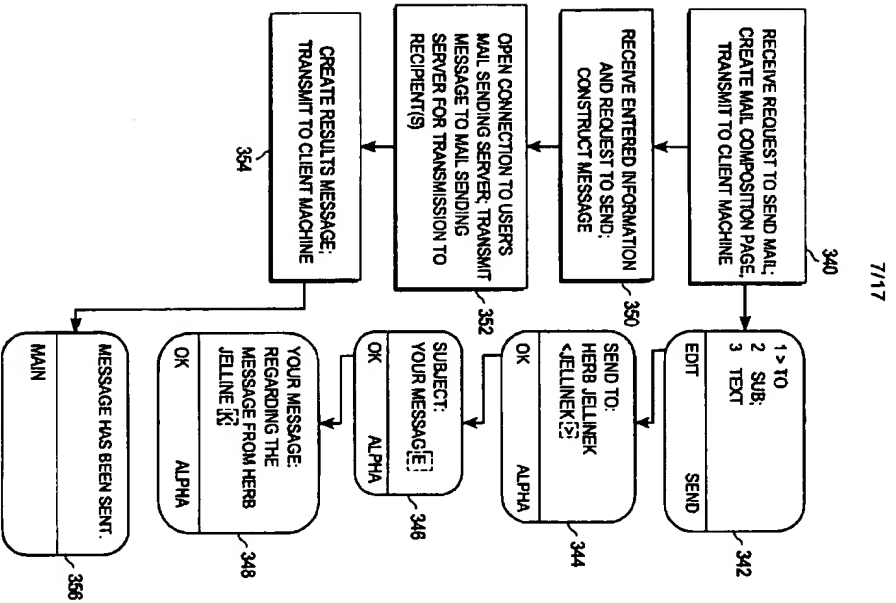 7/17
340
RECEIVE REQUEST TO SEND MAIL;
CREATE MAIL COMPOSITION PAGE,
TRANSMIT TO CLIENT MACHINE
350
RECEIVE ENTERED INFORMATION
AND REQUEST TO SEND;
CONSTRUCT MESSAGE
352
OPEN CONNECTION TO USER'S
MAIL SENDING SERVER; TRANSMIT
MESSAGE TO MAIL SENDING
SERVER FOR TRANSMISSION TO
RECIPIENT(S)
354
CREATE RESULTS MESSAGE;
TRANSMIT TO CLIENT MACHINE
1 > TO
2 SUB:
3 TEXT
EDIT SEND
342
SEND TO:
HERB JELLINEK
<JELLINEK>
OK ALPHA
344
SUBJECT:
YOUR MESSAGE
OK ALPHA
346
YOUR MESSAGE:
REGARDING THE
MESSAGE FROM HERB
JELLINEK
OK ALPHA
348
MESSAGE HAS BEEN SENT.
MAIN
356